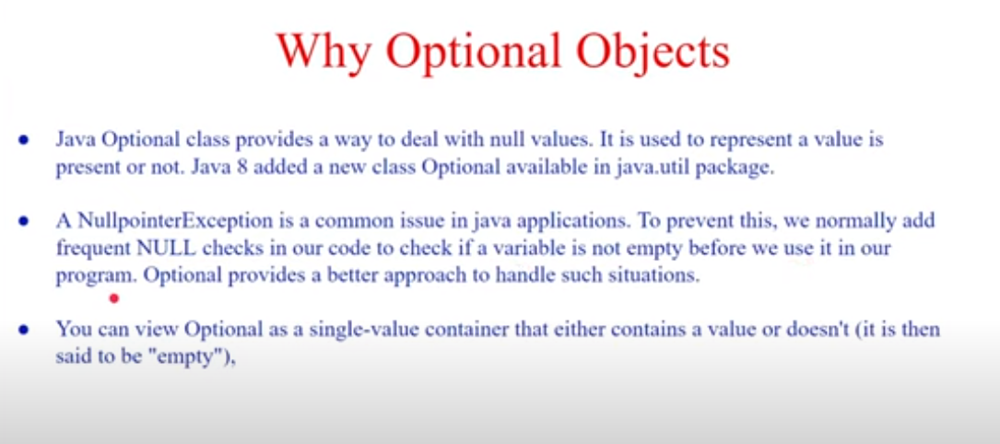 Why Optional Objects
● Java Optional class provides a way to deal with null values. It is used to represent a value is
present or not. Java 8 added a new class Optional available in java.util package.
● A NullpointerException is a common issue in java applications. To prevent this, we normally add
frequent NULL checks in our code to check if a variable is not empty before we use it in our
program. Optional provides a better approach to handle such situations.
● You can view Optional as a single-value container that either contains a value or doesn't (it is then
said to be "empty"),